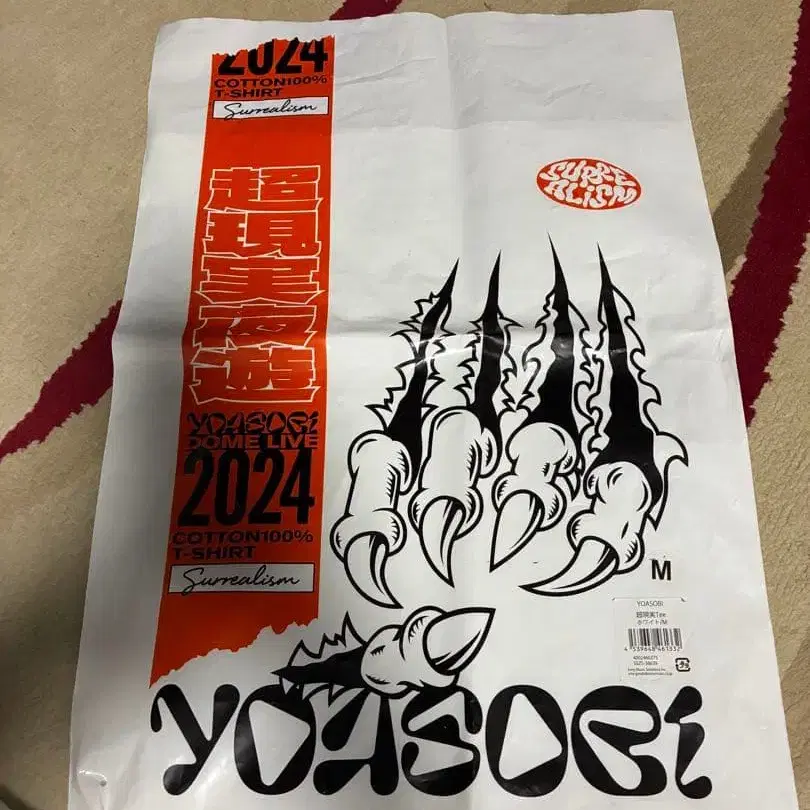 2024
COTTON100%
T-SHIRT
Surrealism
超現実夜遊
YOASOBI
DOME LIVE
2024
COTTON100%
T-SHIRT
Surrealism
SURRE
ALiSM
M
YOASOBI
超現実Tee
ホワイト/M
YOASOBi